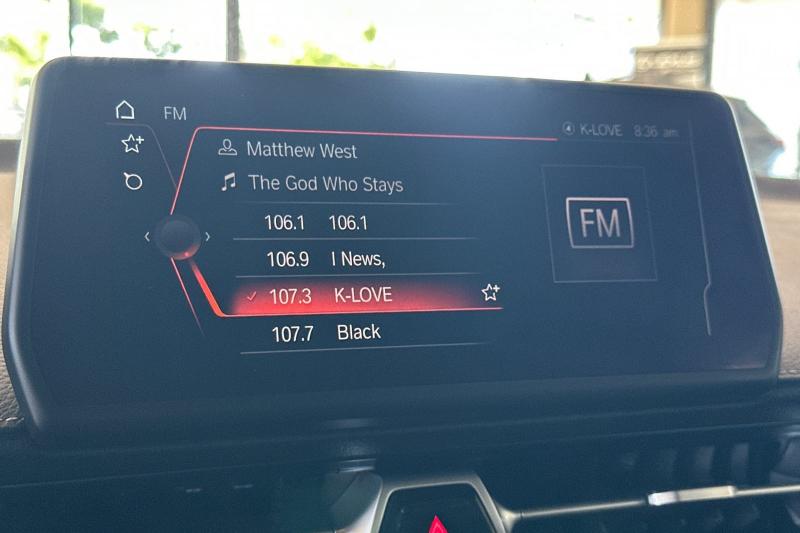 FM
K-LOVE 8:36 am
Matthew West
The God Who Stays
106.1 106.1
106.9 I News,
107.3 K-LOVE
107.7 Black
FM